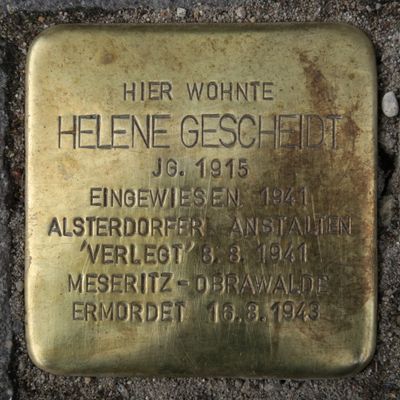 HIER WOHNTE
HELENE GESCHEIDT
JG. 1915
EINGEWIESEN 1941
ALSTERDORFER ANSTALTEN
'VERLEGT' 8.8.1941
MESERITZ-OBRAWALDE
ERMORDET 16.8.1943